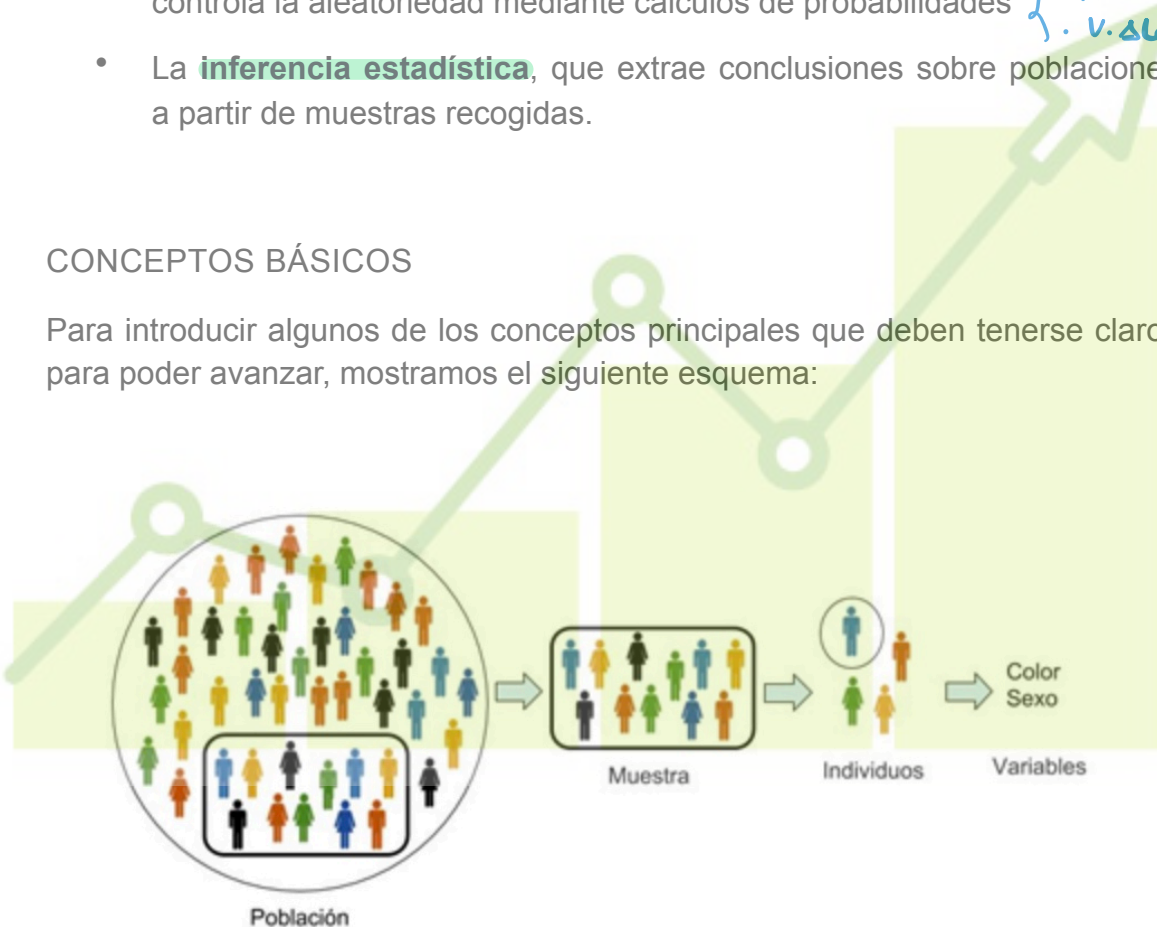 controla la aleatoriedad mediante cálculos de probabilidades
• La inferencia estadística, que extrae conclusiones sobre poblacione
a partir de muestras recogidas.
CONCEPTOS BÁSICOS
Para introducir algunos de los conceptos principales que deben tenerse claro
para poder avanzar, mostramos el siguiente esquema:
Color
Sexo
Muestra
Individuos
Variables
Población